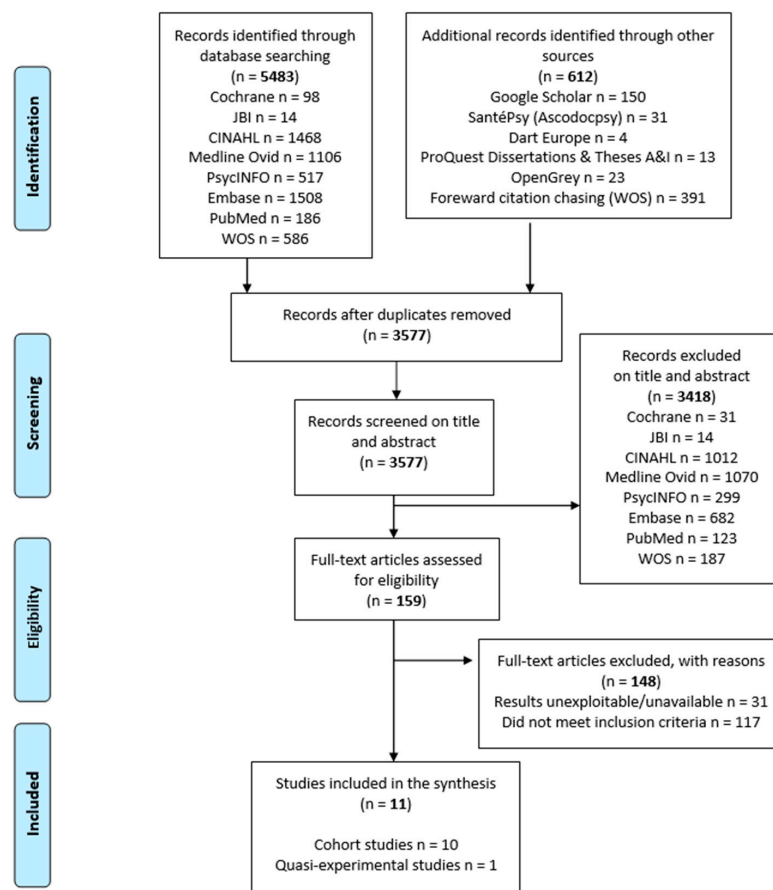 Identification
Records identified through
database searching
(n = 5483)
Cochrane n = 98
JBI n = 14
CINAHL n = 1468
Medline Ovid n = 1106
PsycINFO n = 517
Embase n = 1508
PubMed n = 186
WOS n = 586
Additional records identified through other
sources
(n = 612)
Google Scholar n = 150
SantéPsy (Ascodocpsy) n = 31
Dart Europe n = 4
ProQuest Dissertations & Theses A&I n = 13
OpenGrey n = 23
Foreward citation chasing (WOS) n = 391
Records after duplicates removed
(n = 3577)
Screening
Records screened on title
and abstract
(n = 3577)
Records excluded
on title and abstract
(n = 3418)
Cochrane n = 31
JBI n = 14
CINAHL n = 1012
Medline Ovid n = 1070
PsycINFO n = 299
Embase n = 682
PubMed n = 123
WOS n = 187
Eligibility
Full-text articles assessed
for eligibility
(n = 159)
Full-text articles excluded, with reasons
(n = 148)
Results unexploitable/unavailable n = 31
Did not meet inclusion criteria n = 117
Included
Studies included in the synthesis
(n = 11)
Cohort studies n = 10
Quasi-experimental studies n = 1